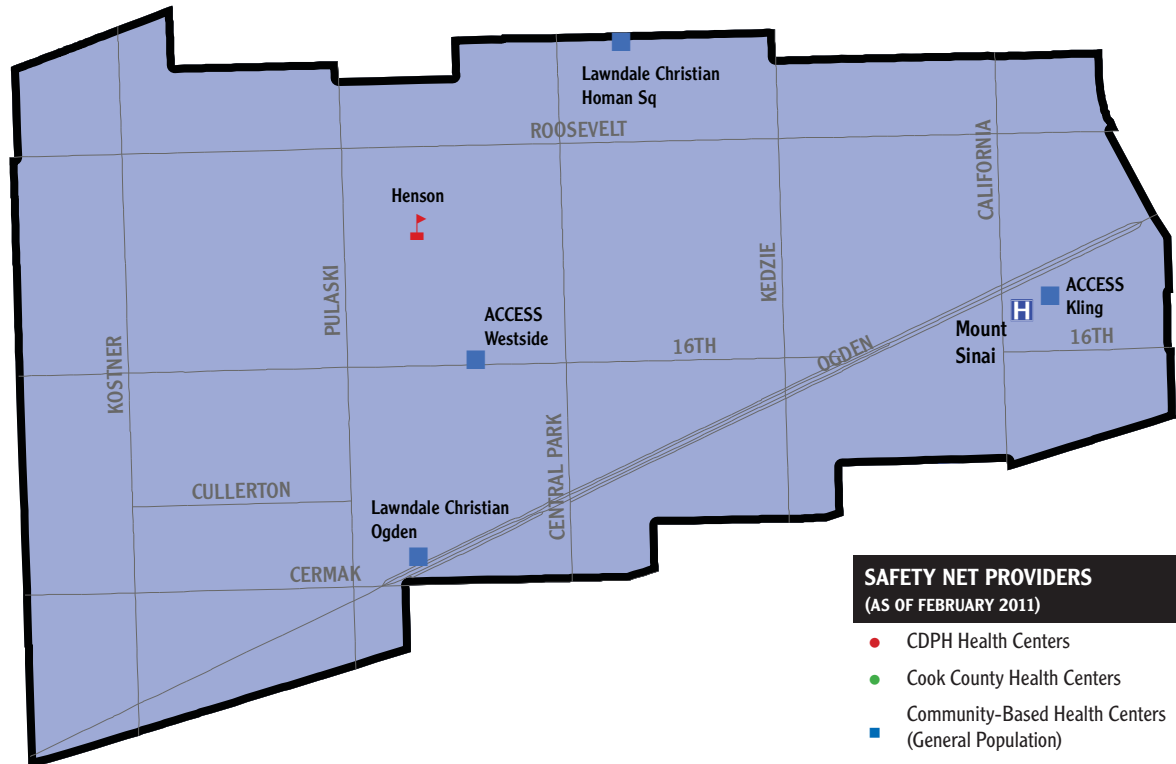 Lawndale Christian
Homan Sq
ROOSEVELT
CALIFORNIA
Henson
PULASKI
KEDZIE
ACCESS
Kling
ACCESS
Westside
Mount
Sinai
H
16TH
16TH
OGDEN
KOSTNER
CENTRAL PARK
CULLERTON
Lawndale Christian
Ogden
CERMAK
SAFETY NET PROVIDERS
(AS OF FEBRUARY 2011)
CDPH Health Centers
Cook County Health Centers
Community-Based Health Centers
(General Population)